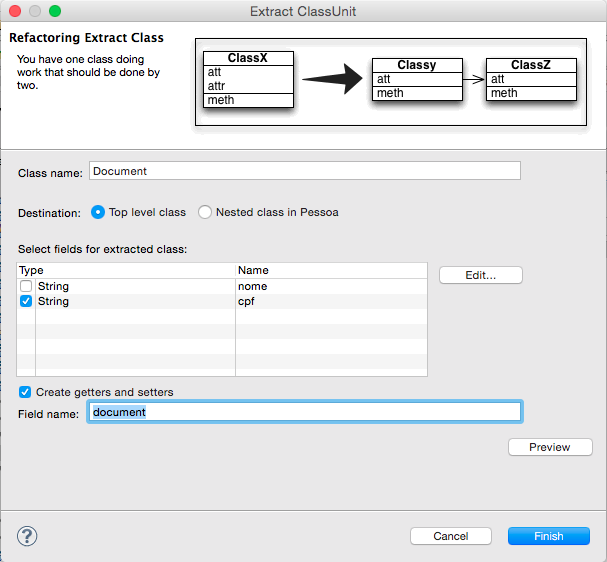 Extract ClassUnit
Refactoring Extract Class
You have one class doing
work that should be done by
two.
ClassX
att
attr
meth
Classy
att
meth
ClassZ
att
meth
Class name: Document
Destination: Top level class Nested class in Pessoa
Select fields for extracted class:
Type Name
String nome
String cpf
Edit...
Create getters and setters
Field name: document
Preview
? Cancel Finish